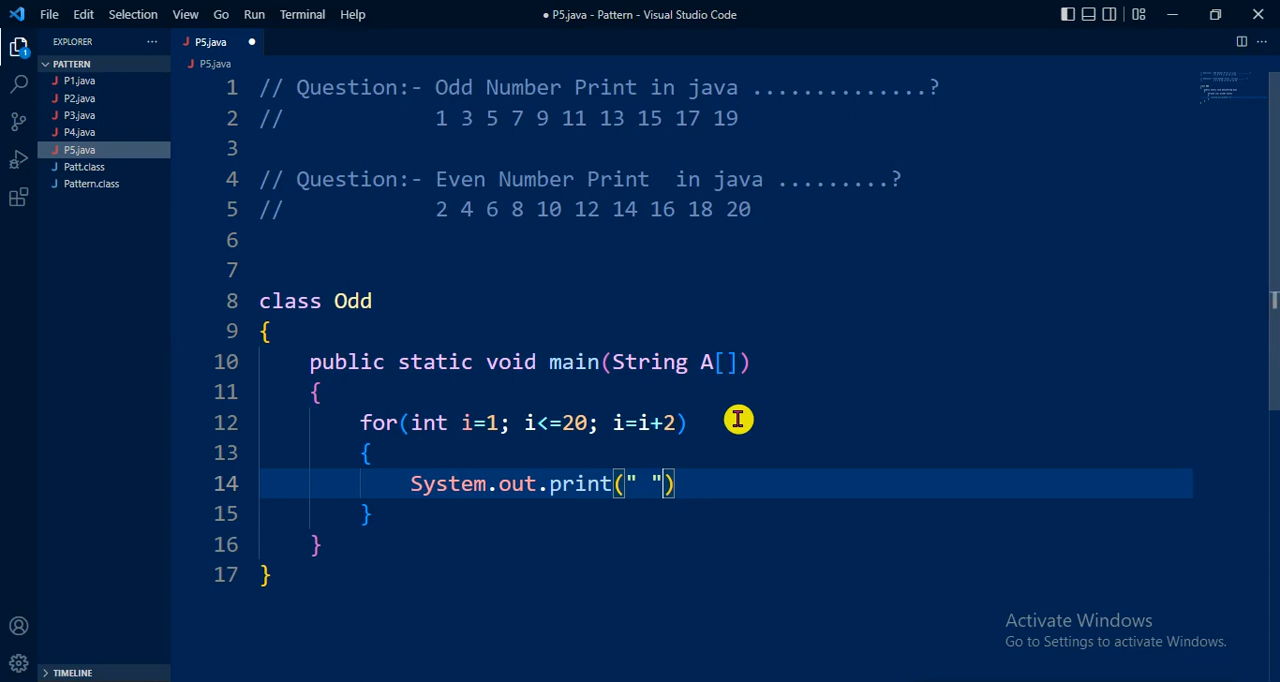 File Edit Selection View Go Run Terminal Help
● P5.java - Pattern - Visual Studio Code
EXPLORER ···
1
PATTERN
J P1.java
J P2.java
J P3.java
J P4.java
J P5.java
J Patt.class
J Pattern.class
TIMELINE
J P5.java ●
J P5.java
1 // Question:- Odd Number Print in java ..............?
2 // 1 3 5 7 9 11 13 15 17 19
3
4 // Question:- Even Number Print  in java .........?
5 // 2 4 6 8 10 12 14 16 18 20
6
7
8 class Odd
9 {
10     public static void main(String A[])
11     {
12         for(int i=1; i<=20; i=i+2)
13         {
14             System.out.print(" ")
15         }
16     }
17 }
Activate Windows
Go to Settings to activate Windows.